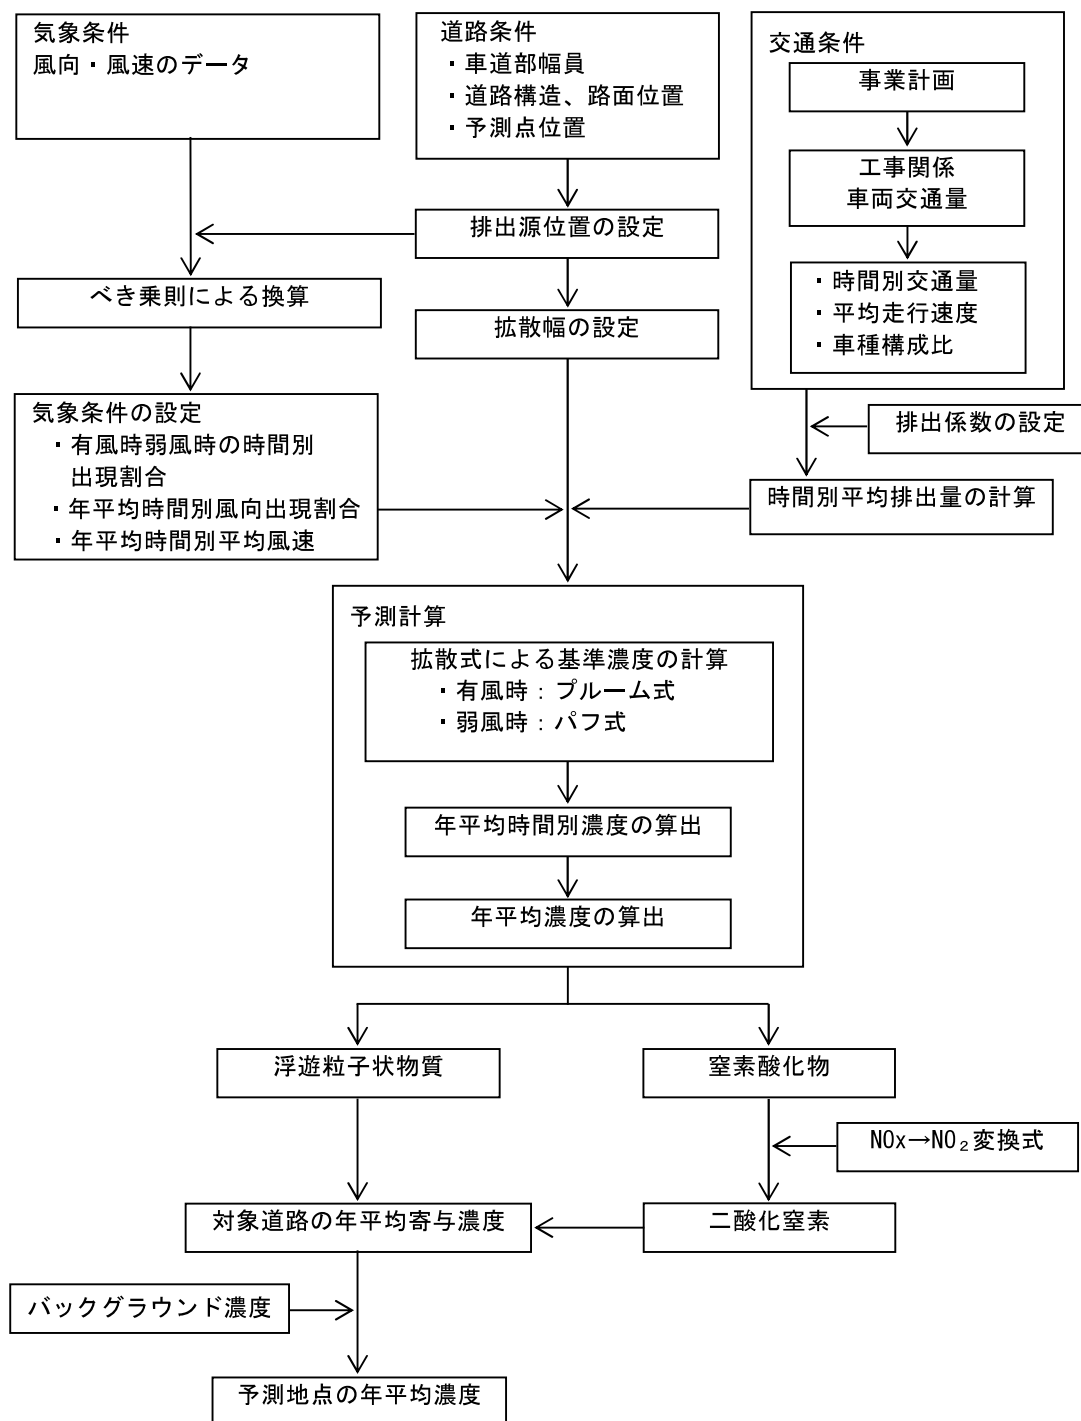 気象条件
風向・風速のデータ
道路条件
・車道部幅員
・道路構造、路面位置
・予測点位置
交通条件
事業計画
工事関係
車両交通量
・時間別交通量
・平均走行速度
・車種構成比
排出源位置の設定
べき乗則による換算
拡散幅の設定
気象条件の設定
・有風時弱風時の時間別
出現割合
・年平均時間別風向出現割合
・年平均時間別平均風速
排出係数の設定
時間別平均排出量の計算
予測計算
拡散式による基準濃度の計算
・有風時：プルーム式
・弱風時：パフ式
年平均時間別濃度の算出
年平均濃度の算出
浮遊粒子状物質
窒素酸化物
NOx→NO₂変換式
対象道路の年平均寄与濃度
二酸化窒素
バックグラウンド濃度
予測地点の年平均濃度